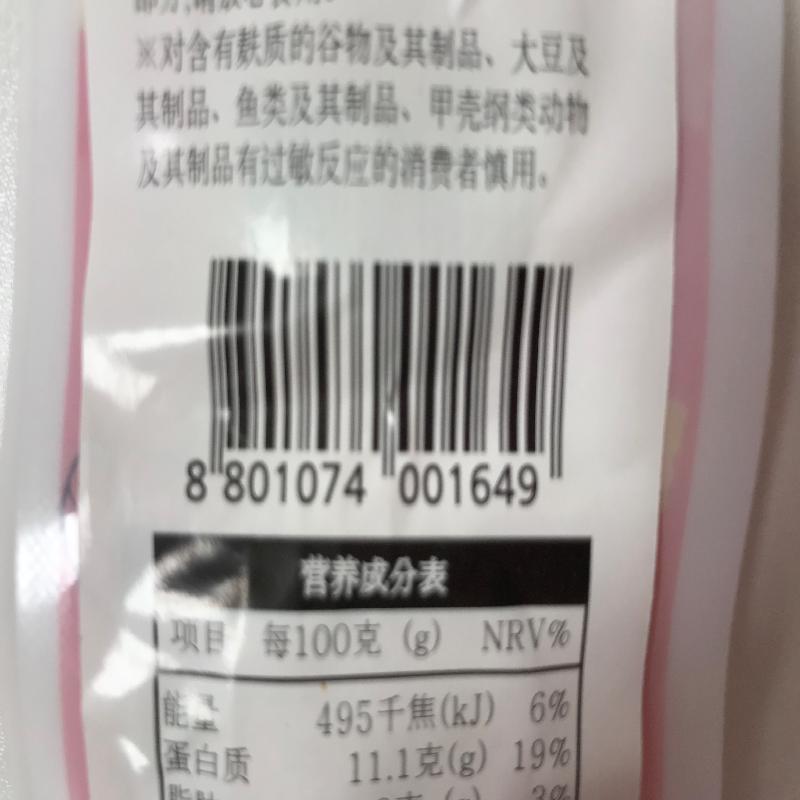 ※对含有麸质的谷物及其制品、大豆及
其制品、鱼类及其制品、甲壳纲类动物
及其制品有过敏反应的消费者慎用。
8 801074 001649
营养成分表
项目 每100克 (g) NRV%
能量 495千焦(kJ) 6%
蛋白质 11.1克(g) 19%